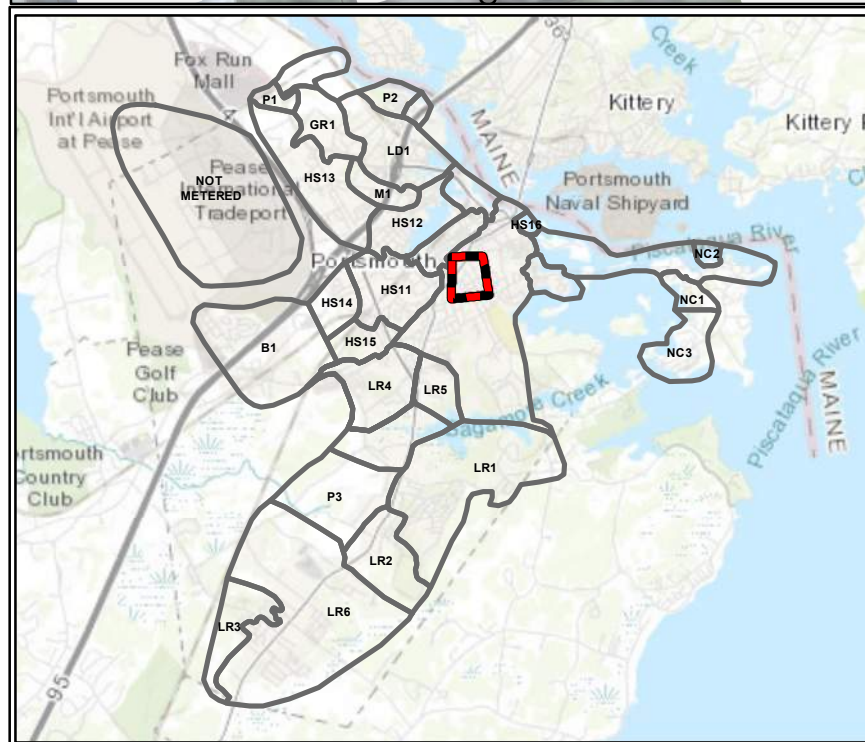 Fox Run
Mall
Portsmouth
Int'l Airport
at Pease
Creek
Kittery
MAINE
P1
P2
GR1
LD1
NOT
METERED
Pease
International
Tradeport
HS13
M1
HS12
Portsmouth
Naval Shipyard
HS16
Piscataqua River
NC2
Portsmouth
HS11
HS14
NC1
B1
HS15
Pease
Golf
Club
NC3
LR4
LR5
MAINE
Piscataqua River
Sagamore Creek
ortsmouth
Country
Club
LR1
P3
LR2
LR3
LR6
95